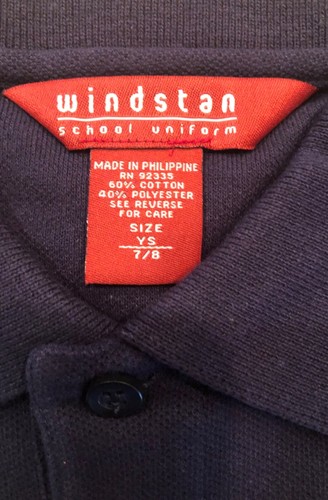 windstan
school uniform
MADE IN PHILIPPINE
RN 92335
60% COTTON
40% POLYESTER
SEE REVERSE
FOR CARE
SIZE
YS
7/8